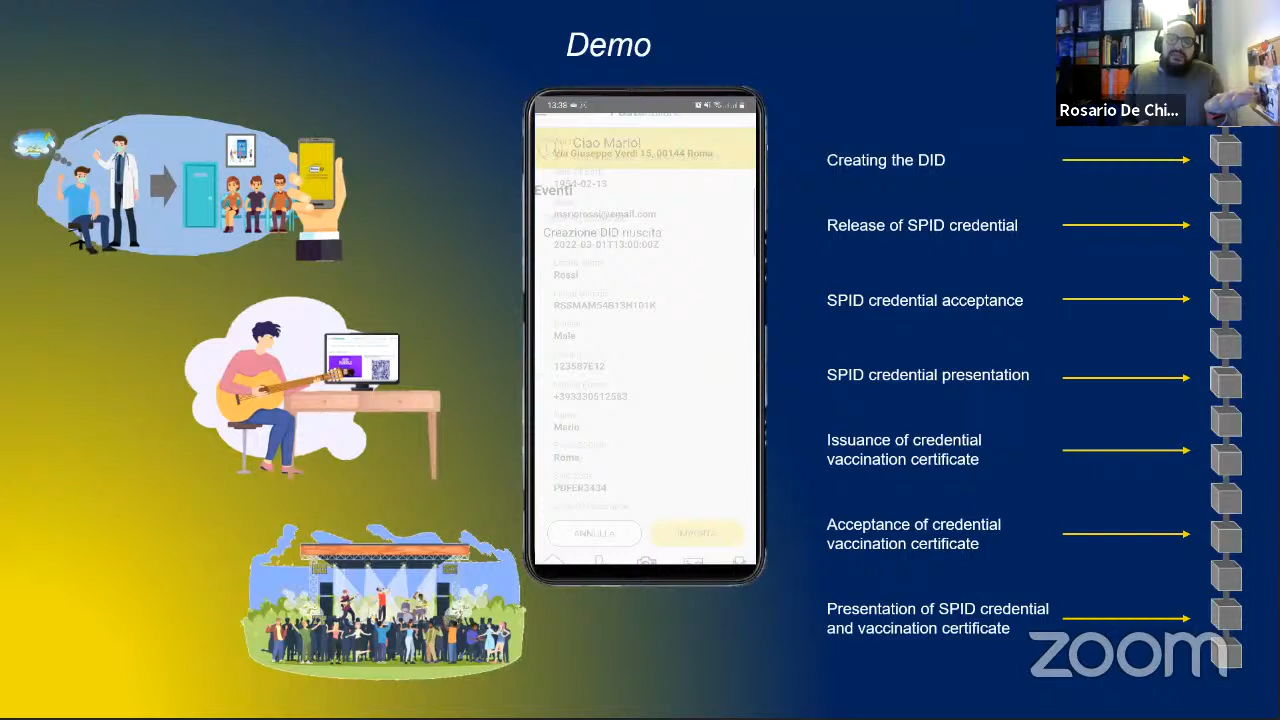 Demo
Rosario De Chi...
13:38
Ciao Mario!
Via Giuseppe Verdi 15, 00144 Roma
1954-02-13
Eventi
mariorossi@email.com
Creazione DID riuscita
2022-03-01T13:00:00Z
Rossi
RSSMAM54B13H101K
Male
123587612
+393330512583
Mario
Roma
PUFER3434
ANNULLA
IMPORTA
Creating the DID
Release of SPID credential
SPID credential acceptance
SPID credential presentation
Issuance of credential
vaccination certificate
Acceptance of credential
vaccination certificate
Presentation of SPID credential
and vaccination certificate
zoom